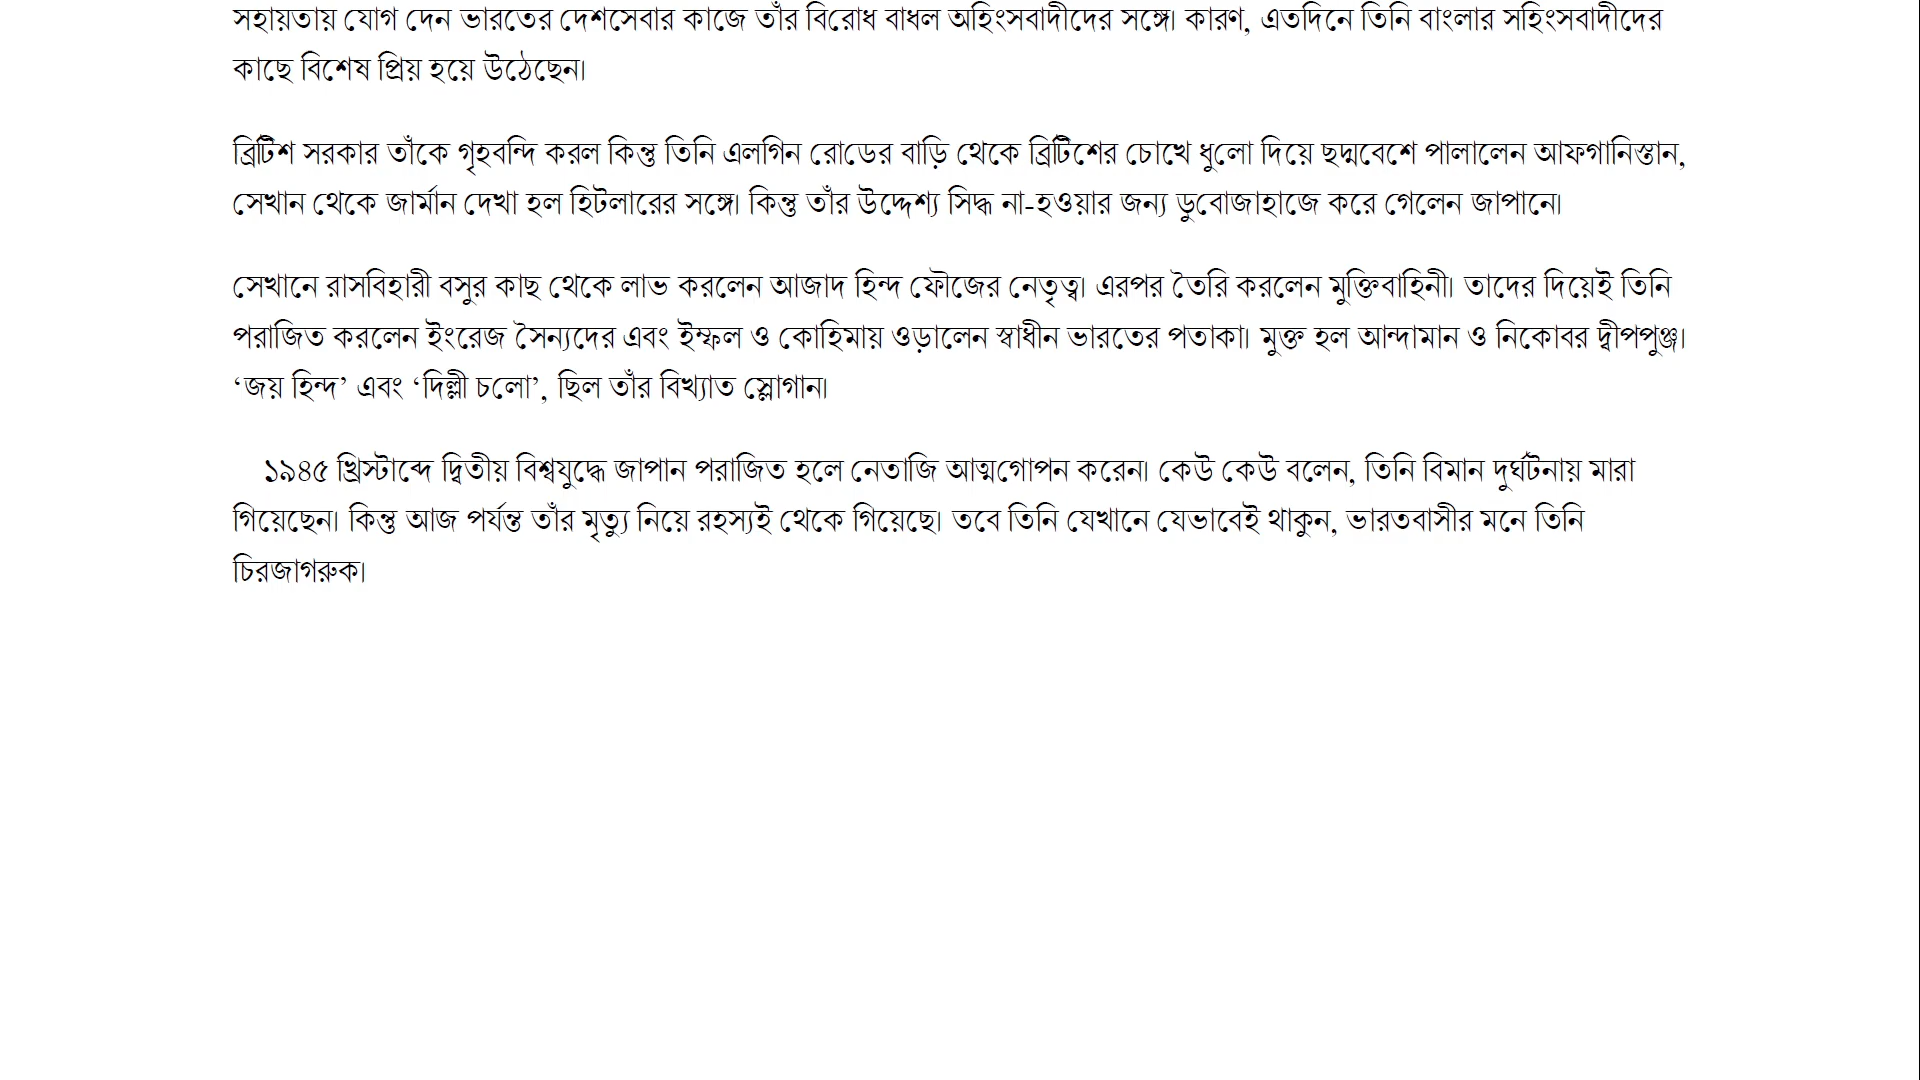 সহায়তায় যোগ দেন ভারতের দেশসেবার কাজে তাঁর বিরোধ বাধল অহিংসবাদীদের সঙ্গে। কারণ, এতদিনে তিনি বাংলার সহিংসবাদীদের
কাছে বিশেষ প্রিয় হয়ে উঠেছেন।
ব্রিটিশ সরকার তাঁকে গৃহবন্দি করল কিন্তু তিনি এলগিন রোডের বাড়ি থেকে ব্রিটিশের চোখে ধুলো দিয়ে ছদ্মবেশে পালালেন আফগানিস্তান,
সেখান থেকে জার্মান দেখা হল হিটলারের সঙ্গে। কিন্তু তাঁর উদ্দেশ্য সিদ্ধ না-হওয়ার জন্য ডুবোজাহাজে করে গেলেন জাপানে।
সেখানে রাসবিহারী বসুর কাছ থেকে লাভ করলেন আজাদ হিন্দ ফৌজের নেতৃত্ব। এরপর তৈরি করলেন মুক্তিবাহিনী। তাদের দিয়েই তিনি
পরাজিত করলেন ইংরেজ সৈন্যদের এবং ইম্ফল ও কোহিমায় ওড়ালেন স্বাধীন ভারতের পতাকা। মুক্ত হল আন্দামান ও নিকোবর দ্বীপপুঞ্জ।
‘জয় হিন্দ’ এবং ‘দিল্লী চলো’, ছিল তাঁর বিখ্যাত স্লোগান।
১৯৪৫ খ্রিস্টাব্দে দ্বিতীয় বিশ্বযুদ্ধে জাপান পরাজিত হলে নেতাজি আত্মগোপন করেন। কেউ কেউ বলেন, তিনি বিমান দুর্ঘটনায় মারা
গিয়েছেন। কিন্তু আজ পর্যন্ত তাঁর মৃত্যু নিয়ে রহস্যই থেকে গিয়েছে। তবে তিনি যেখানে যেভাবেই থাকুন, ভারতবাসীর মনে তিনি
চিরজাগরুক।